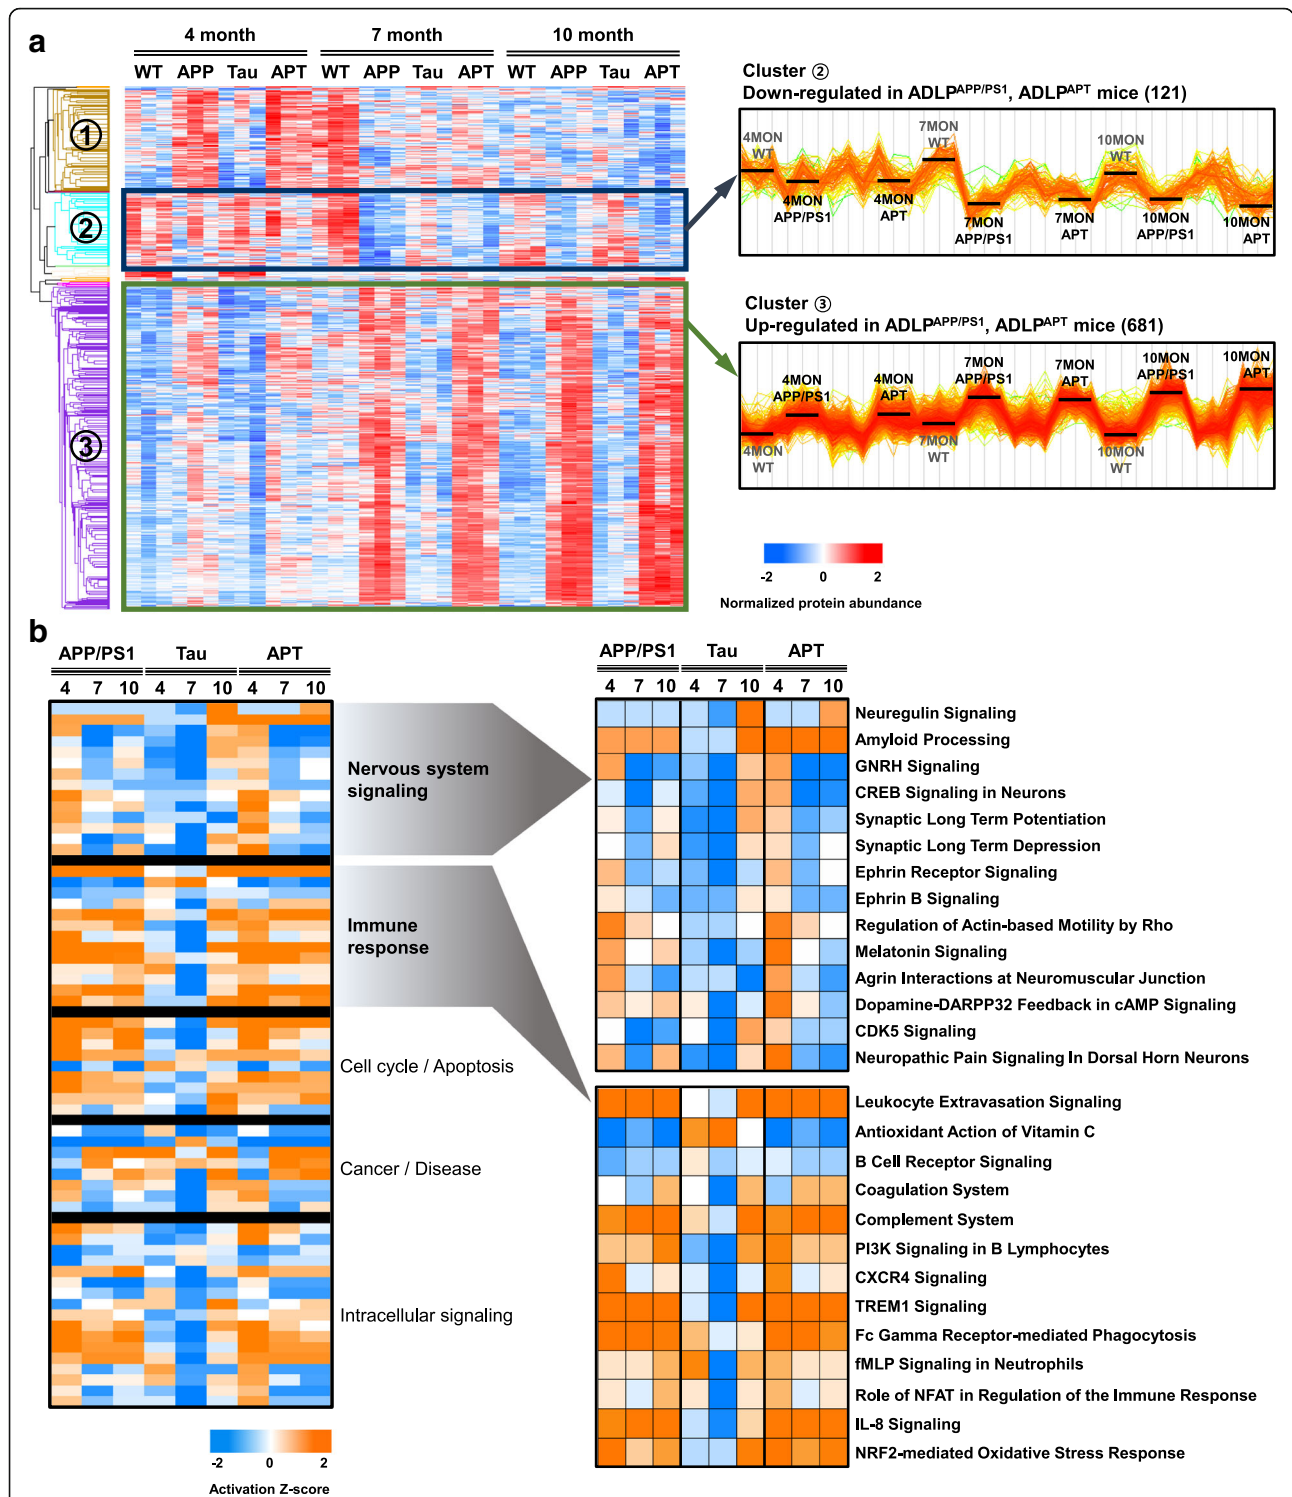 a
4 month 7 month 10 month
WT APP Tau APT WT APP Tau APT WT APP Tau APT
①
②
③
Cluster ②
Down-regulated in ADLPAPP/PS1, ADLPAPT mice (121)
4MON WT
4MON APP/PS1
4MON APT
7MON WT
7MON APP/PS1
7MON APT
10MON WT
10MON APP/PS1
10MON APT
Cluster ③
Up-regulated in ADLPAPP/PS1, ADLPAPT mice (681)
4MON WT
4MON APP/PS1
4MON APT
7MON WT
7MON APP/PS1
7MON APT
10MON WT
10MON APP/PS1
10MON APT
-2 0 2
Normalized protein abundance
b
APP/PS1 Tau APT
4 7 10 4 7 10 4 7 10
Nervous system
signaling
Immune
response
Cell cycle / Apoptosis
Cancer / Disease
Intracellular signaling
-2 0 2
Activation Z-score
APP/PS1 Tau APT
4 7 10 4 7 10 4 7 10
Neuregulin Signaling
Amyloid Processing
GNRH Signaling
CREB Signaling in Neurons
Synaptic Long Term Potentiation
Synaptic Long Term Depression
Ephrin Receptor Signaling
Ephrin B Signaling
Regulation of Actin-based Motility by Rho
Melatonin Signaling
Agrin Interactions at Neuromuscular Junction
Dopamine-DARPP32 Feedback in cAMP Signaling
CDK5 Signaling
Neuropathic Pain Signaling In Dorsal Horn Neurons
Leukocyte Extravasation Signaling
Antioxidant Action of Vitamin C
B Cell Receptor Signaling
Coagulation System
Complement System
PI3K Signaling in B Lymphocytes
CXCR4 Signaling
TREM1 Signaling
Fc Gamma Receptor-mediated Phagocytosis
fMLP Signaling in Neutrophils
Role of NFAT in Regulation of the Immune Response
IL-8 Signaling
NRF2-mediated Oxidative Stress Response